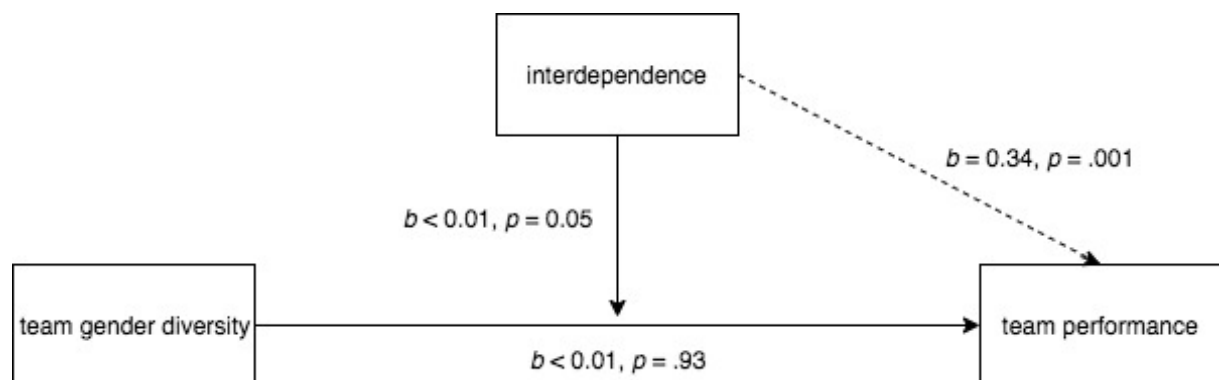 interdependence
b = 0.34, p = .001
b < 0.01, p = 0.05
team gender diversity
team performance
b < 0.01, p = .93